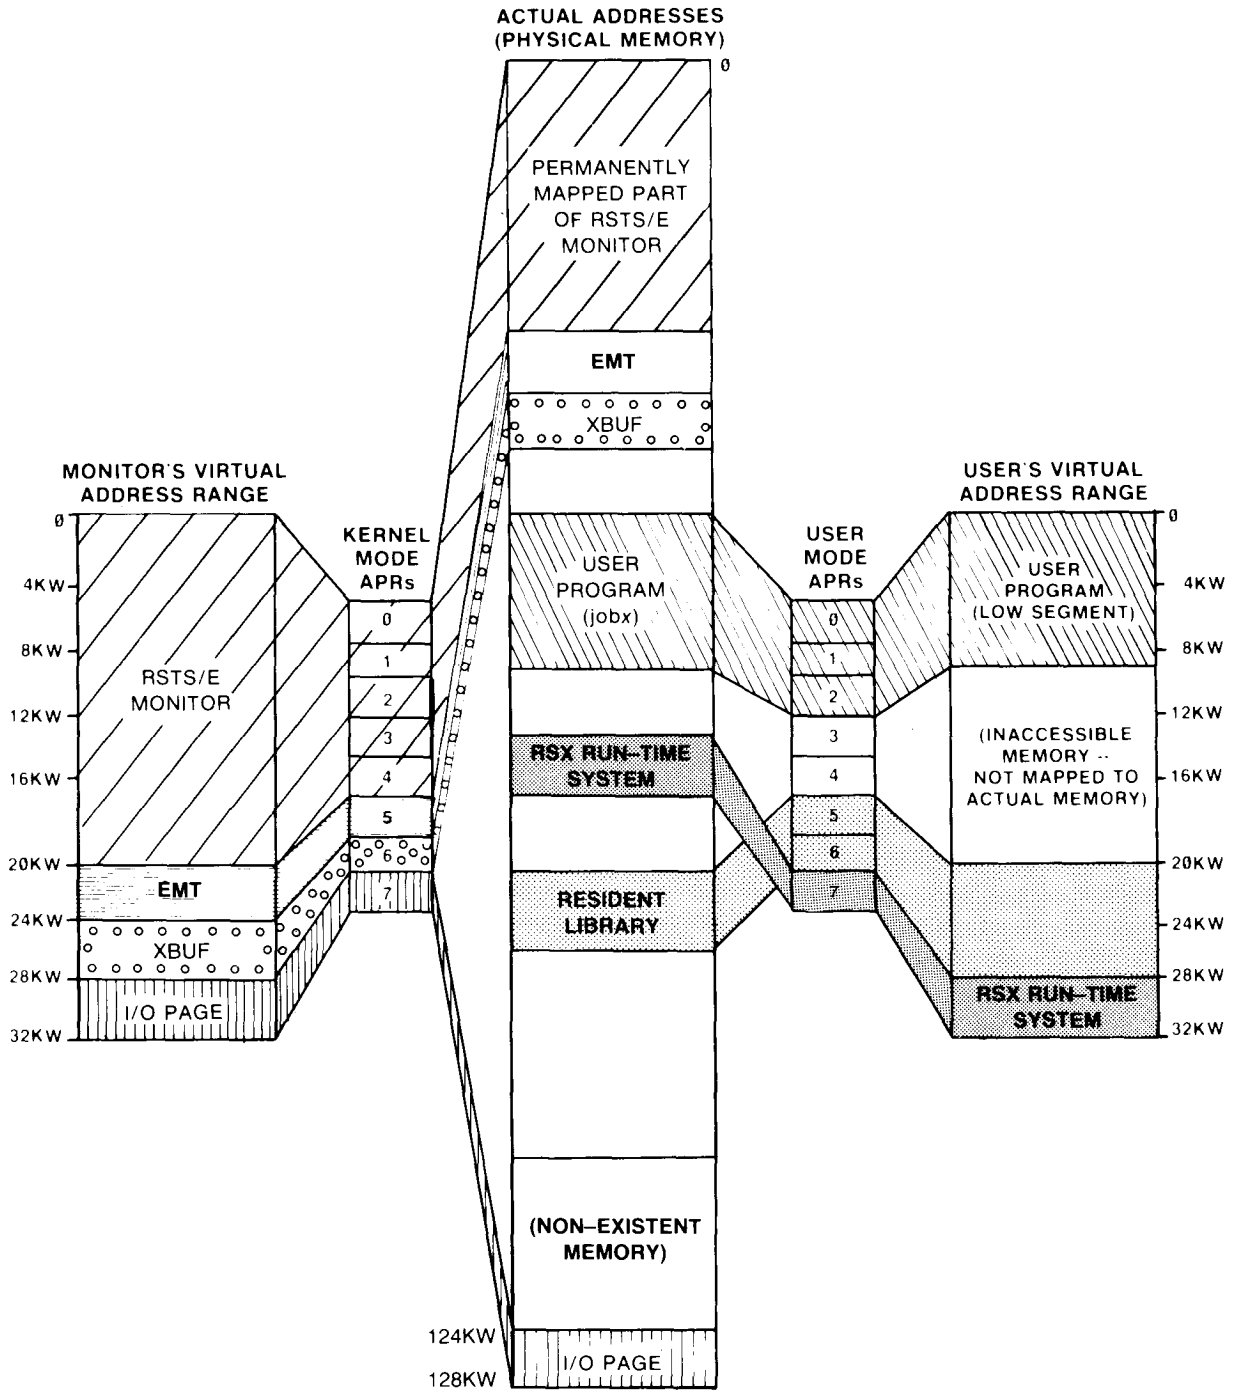 ACTUAL ADDRESSES
(PHYSICAL MEMORY)
0
PERMANENTLY
MAPPED PART
OF RSTS/E
MONITOR
EMT
XBUF
USER
PROGRAM
(jobx)
RSX RUN–TIME
SYSTEM
RESIDENT
LIBRARY
(NON–EXISTENT
MEMORY)
124KW
I/O PAGE
128KW
MONITOR'S VIRTUAL
ADDRESS RANGE
0
4KW
8KW
12KW
16KW
20KW
24KW
28KW
32KW
RSTS/E
MONITOR
EMT
XBUF
I/O PAGE
KERNEL
MODE
APRs
0
1
2
3
4
5
6
7
USER
MODE
APRs
0
1
2
3
4
5
6
7
USER'S VIRTUAL
ADDRESS RANGE
0
4KW
8KW
12KW
16KW
20KW
24KW
28KW
32KW
USER
PROGRAM
(LOW SEGMENT)
(INACCESSIBLE
MEMORY --
NOT MAPPED TO
ACTUAL MEMORY)
RSX RUN–TIME
SYSTEM